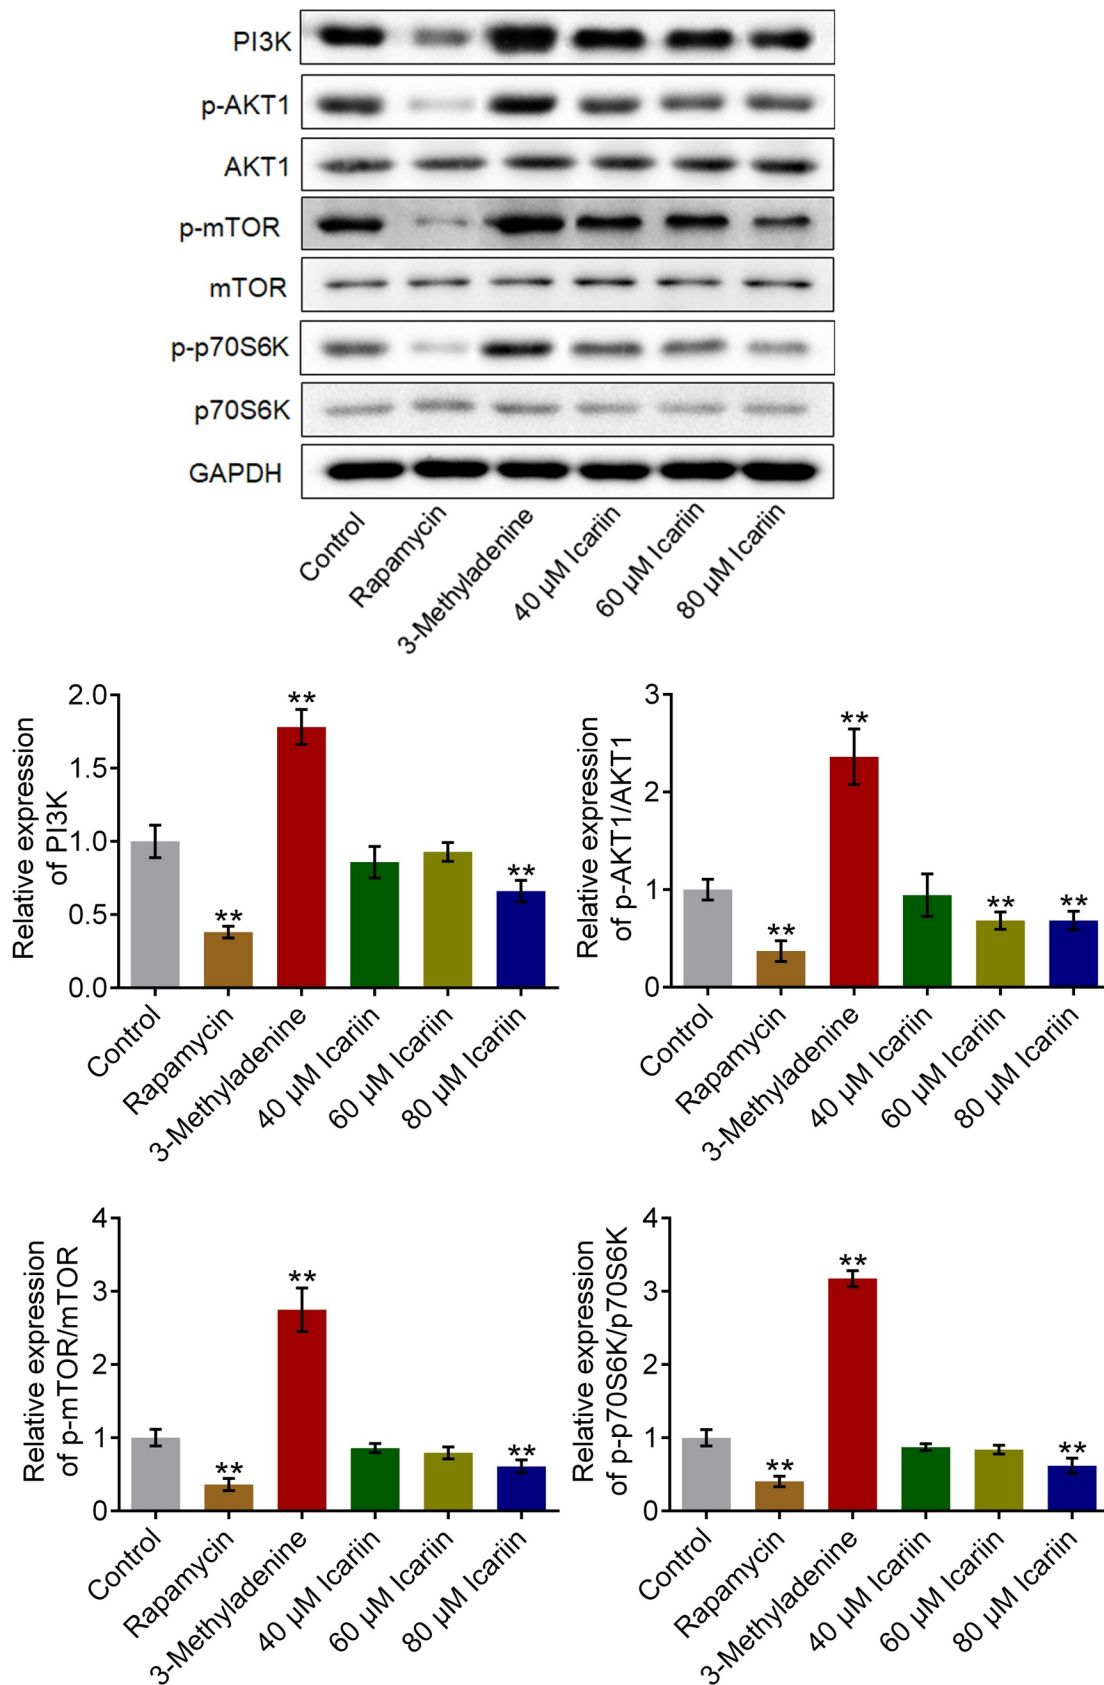 PI3K
p-AKT1
AKT1
p-mTOR
mTOR
p-p70S6K
p70S6K
GAPDH
Control
Rapamycin
3-Methyladenine
40 µM Icariin
60 µM Icariin
80 µM Icariin
Relative expression
of PI3K
2.0
1.5
1.0
0.5
0.0
**
**
**
Control
Rapamycin
3-Methyladenine
40 µM Icariin
60 µM Icariin
80 µM Icariin
Relative expression
of p-AKT1/AKT1
3
2
1
0
**
**
**
**
Control
Rapamycin
3-Methyladenine
40 µM Icariin
60 µM Icariin
80 µM Icariin
Relative expression
of p-mTOR/mTOR
4
3
2
1
0
**
**
**
Control
Rapamycin
3-Methyladenine
40 µM Icariin
60 µM Icariin
80 µM Icariin
Relative expression
of p-p70S6K/p70S6K
4
3
2
1
0
**
**
**
Control
Rapamycin
3-Methyladenine
40 µM Icariin
60 µM Icariin
80 µM Icariin